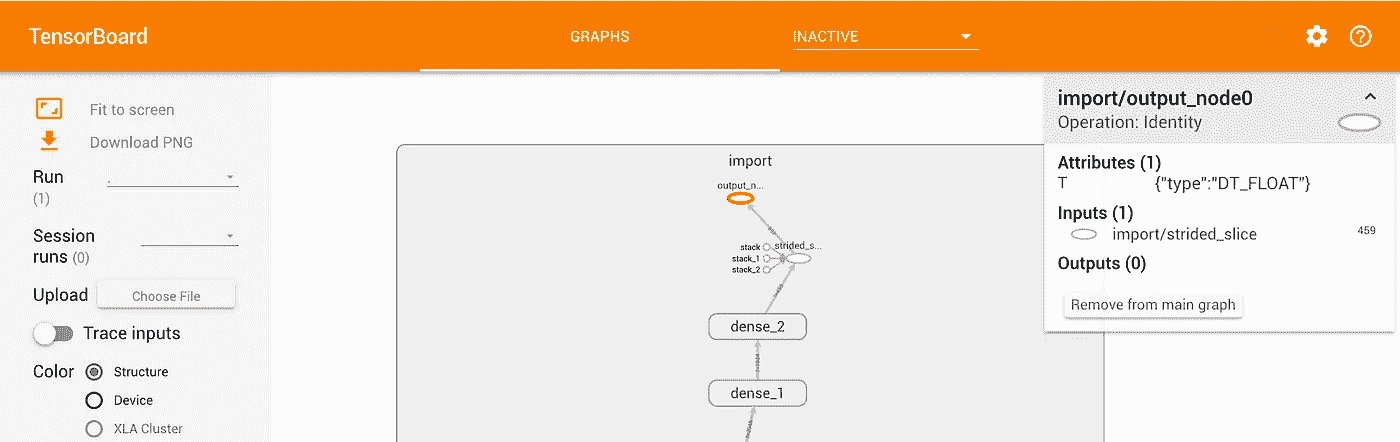 TensorBoard
GRAPHS
INACTIVE
Fit to screen
Download PNG
Run
(1)
.
Session
runs (0)
Upload Choose File
Trace inputs
Color Structure
Device
XLA Cluster
import
output_n...
stack strided_s...
stack_1
stack_2
dense_2
dense_1
import/output_node0
Operation: Identity
Attributes (1)
T {"type":"DT_FLOAT"}
Inputs (1)
import/strided_slice 459
Outputs (0)
Remove from main graph